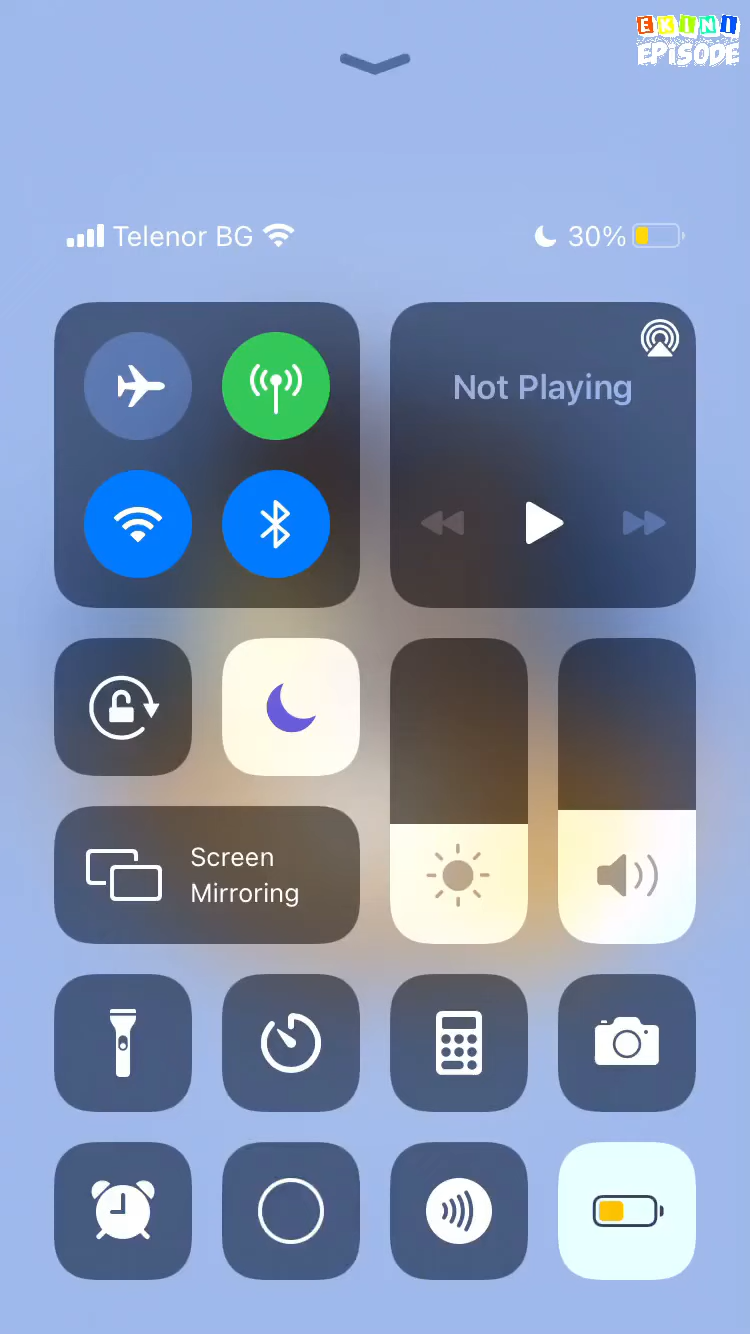 EKINI
EPISODE
Telenor BG
30%
Not Playing
Screen
Mirroring